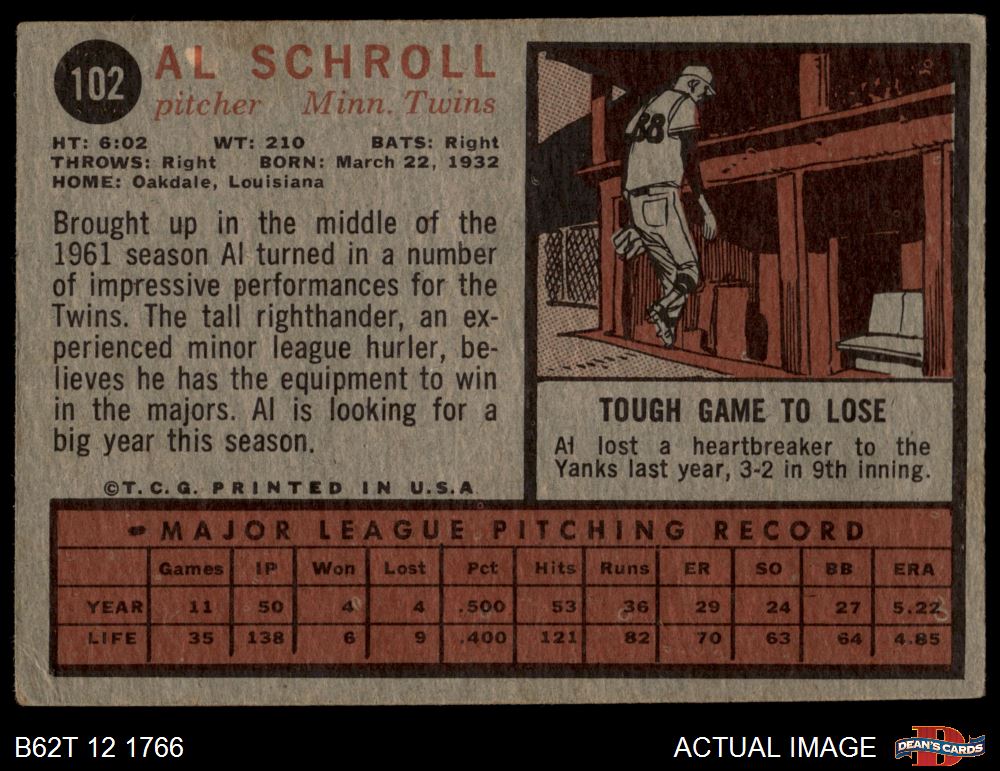 102
AL SCHROLL
pitcher Minn. Twins
HT: 6:02 WT: 210 BATS: Right
THROWS: Right BORN: March 22, 1932
HOME: Oakdale, Louisiana
Brought up in the middle of the
1961 season Al turned in a number
of impressive performances for the
Twins. The tall righthander, an ex-
perienced minor league hurler, be-
lieves he has the equipment to win
in the majors. Al is looking for a
big year this season.
©T.C.G. PRINTED IN U.S.A
38
TOUGH GAME TO LOSE
Al lost a heartbreaker to the
Yanks last year, 3-2 in 9th inning.
MAJOR LEAGUE PITCHING RECORD
Games IP Won Lost Pct Hits Runs ER SO BB ERA
YEAR 11 50 4 4 .500 53 36 29 24 27 5.22
LIFE 35 138 6 9 .400 121 82 70 63 64 4.85
B62T 12 1766
ACTUAL IMAGE
DEAN'S CARDS